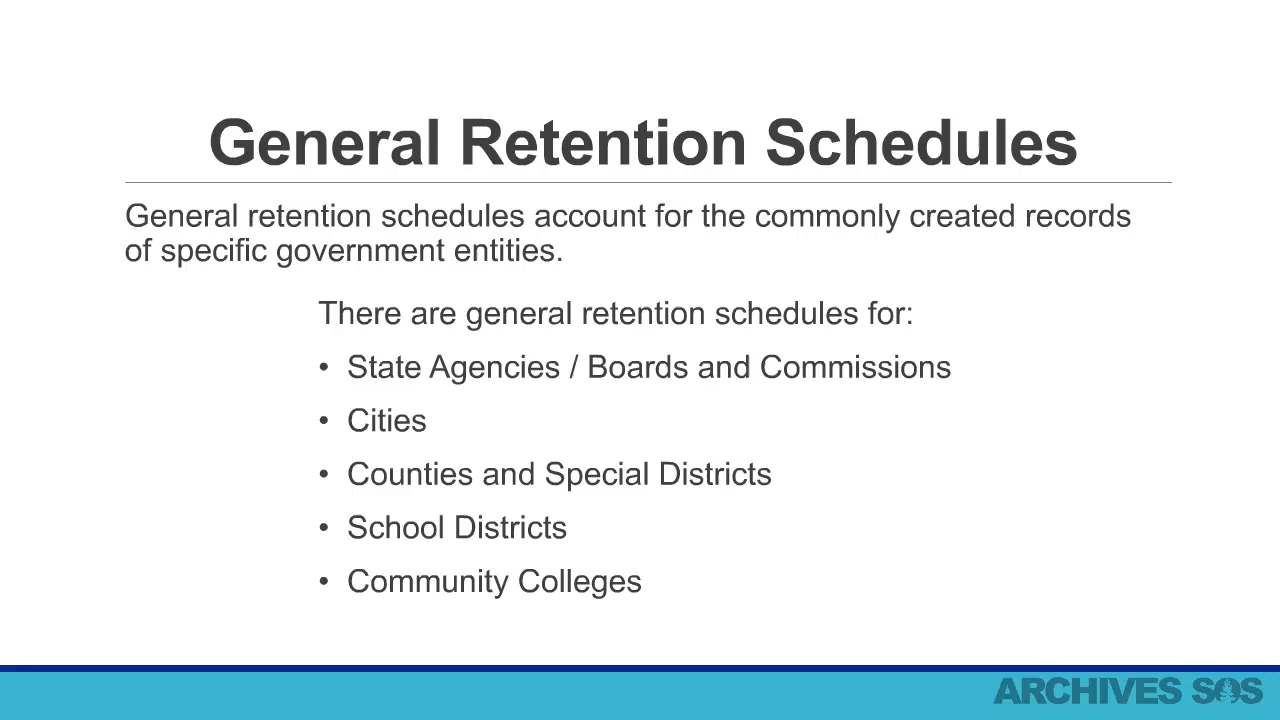 General Retention Schedules
General retention schedules account for the commonly created records
of specific government entities.
There are general retention schedules for:
• State Agencies / Boards and Commissions
• Cities
• Counties and Special Districts
• School Districts
• Community Colleges
ARCHIVES SOS